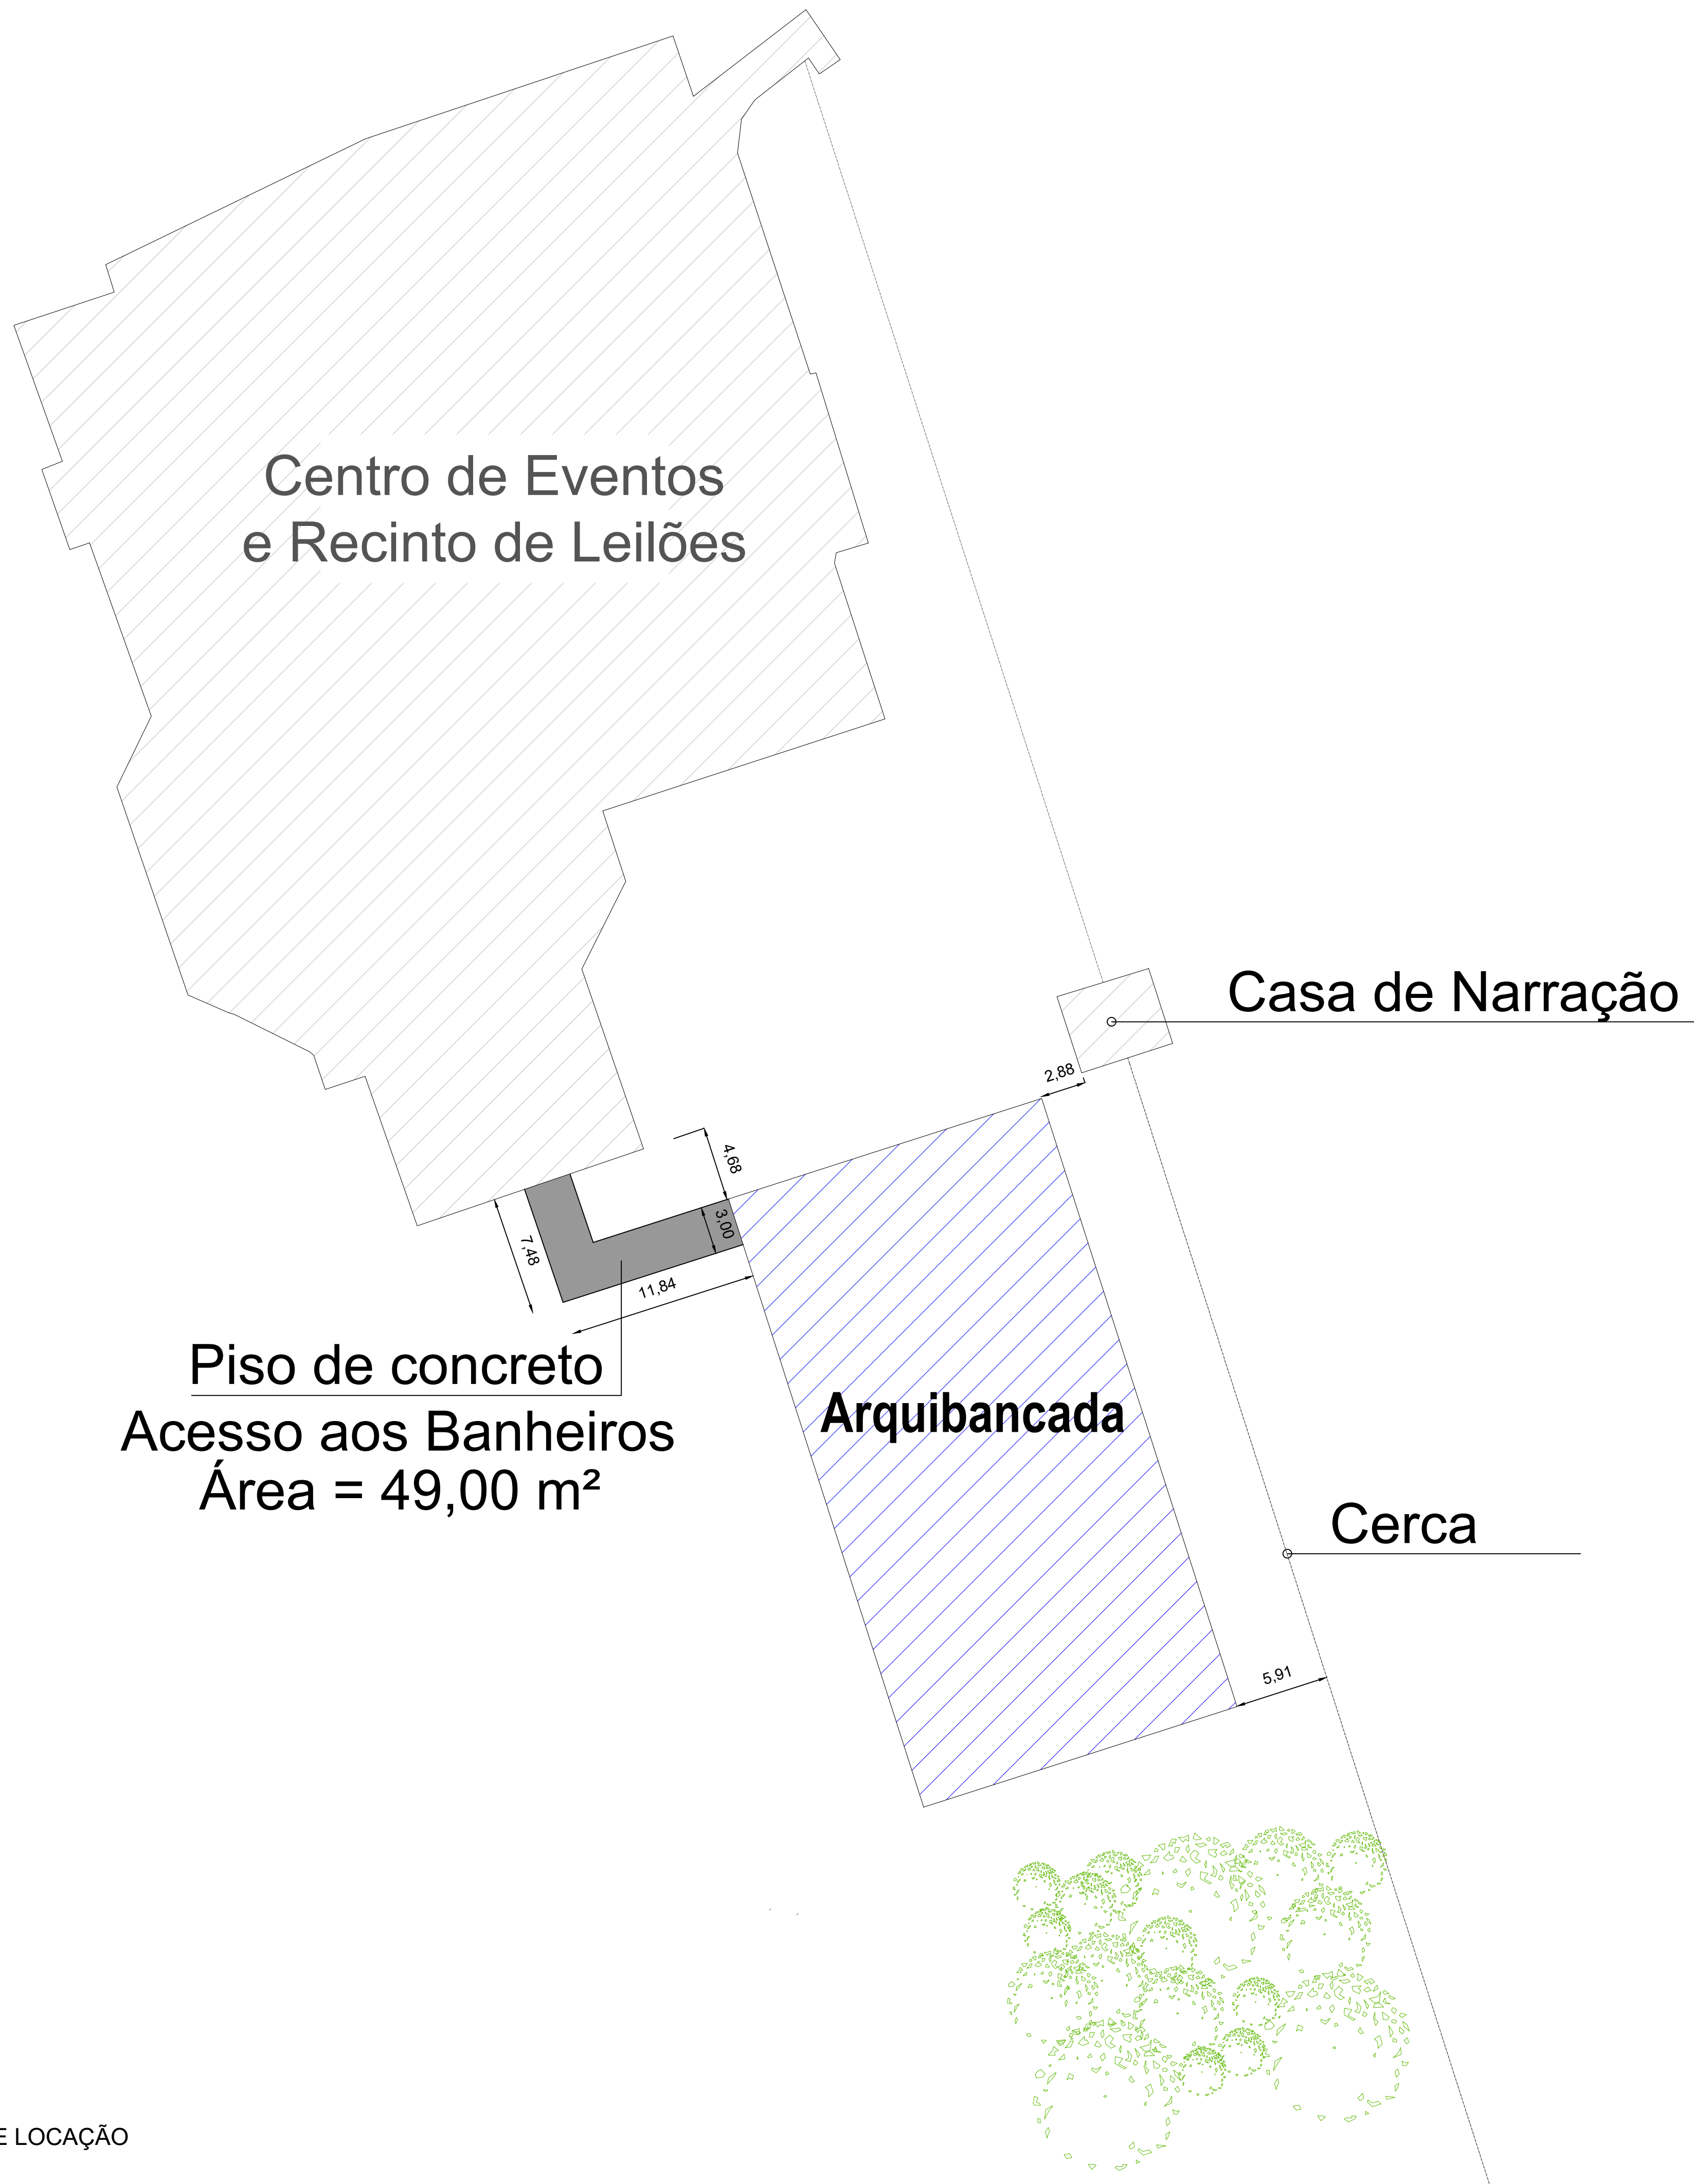 Centro de Eventos
e Recinto de Leilões
Casa de Narração
2,88
4,68
3,00
7,48
11,84
Piso de concreto
Acesso aos Banheiros
Área = 49,00 m²
Arquibancada
Cerca
5,91
E LOCAÇÃO